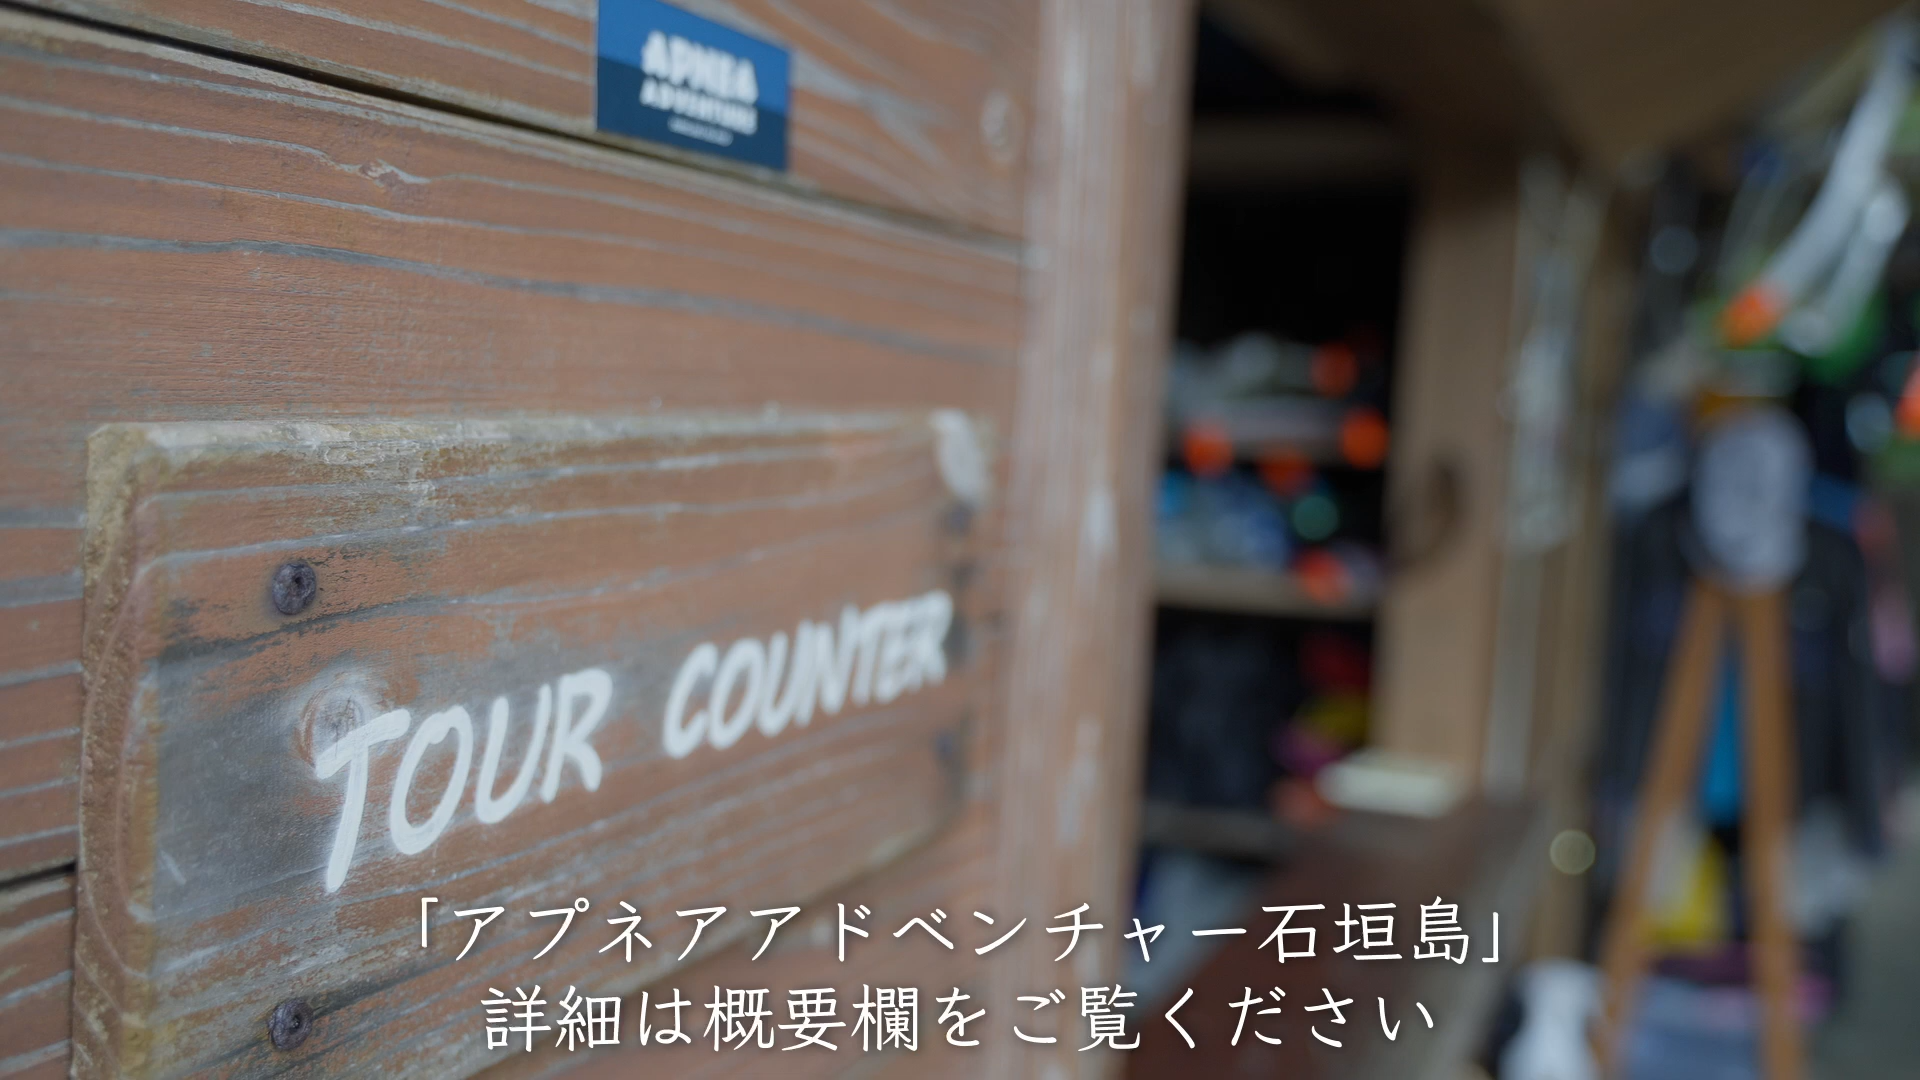 APNEA
ADVENTURE
TOUR COUNTER
「アプネアアドベンチャー石垣島」
詳細は概要欄をご覧ください